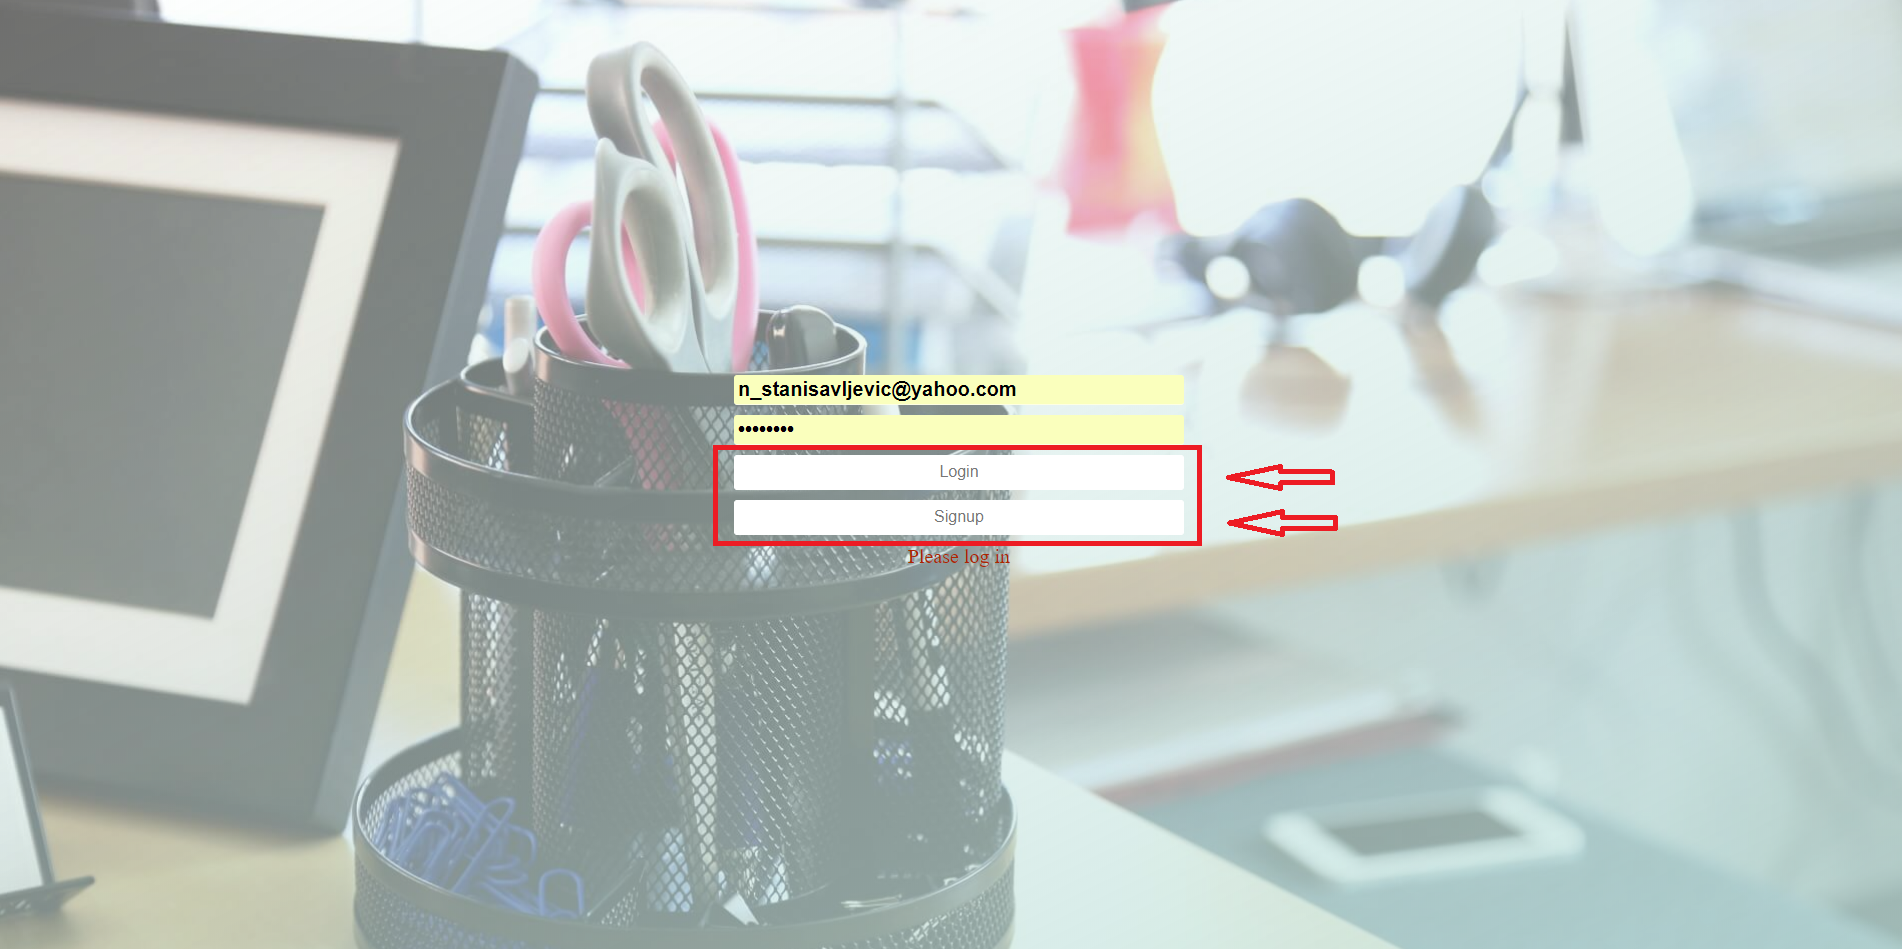 n_stanisavljevic@yahoo.com
••••••••
Login
Signup
Please log in